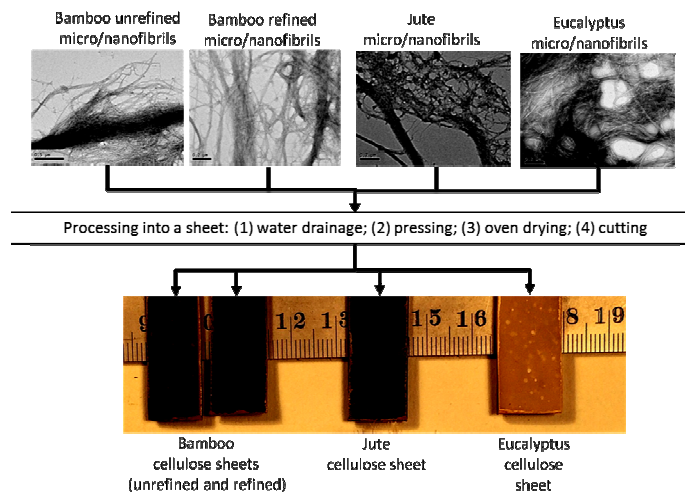 Bamboo unrefined
micro/nanofibrils
Bamboo refined
micro/nanofibrils
Jute
micro/nanofibrils
Eucalyptus
micro/nanofibrils
Processing into a sheet: (1) water drainage; (2) pressing; (3) oven drying; (4) cutting
9 12 13 15 16 8 19
Bamboo
cellulose sheets
(unrefined and refined)
Jute
cellulose sheet
Eucalyptus
cellulose
sheet